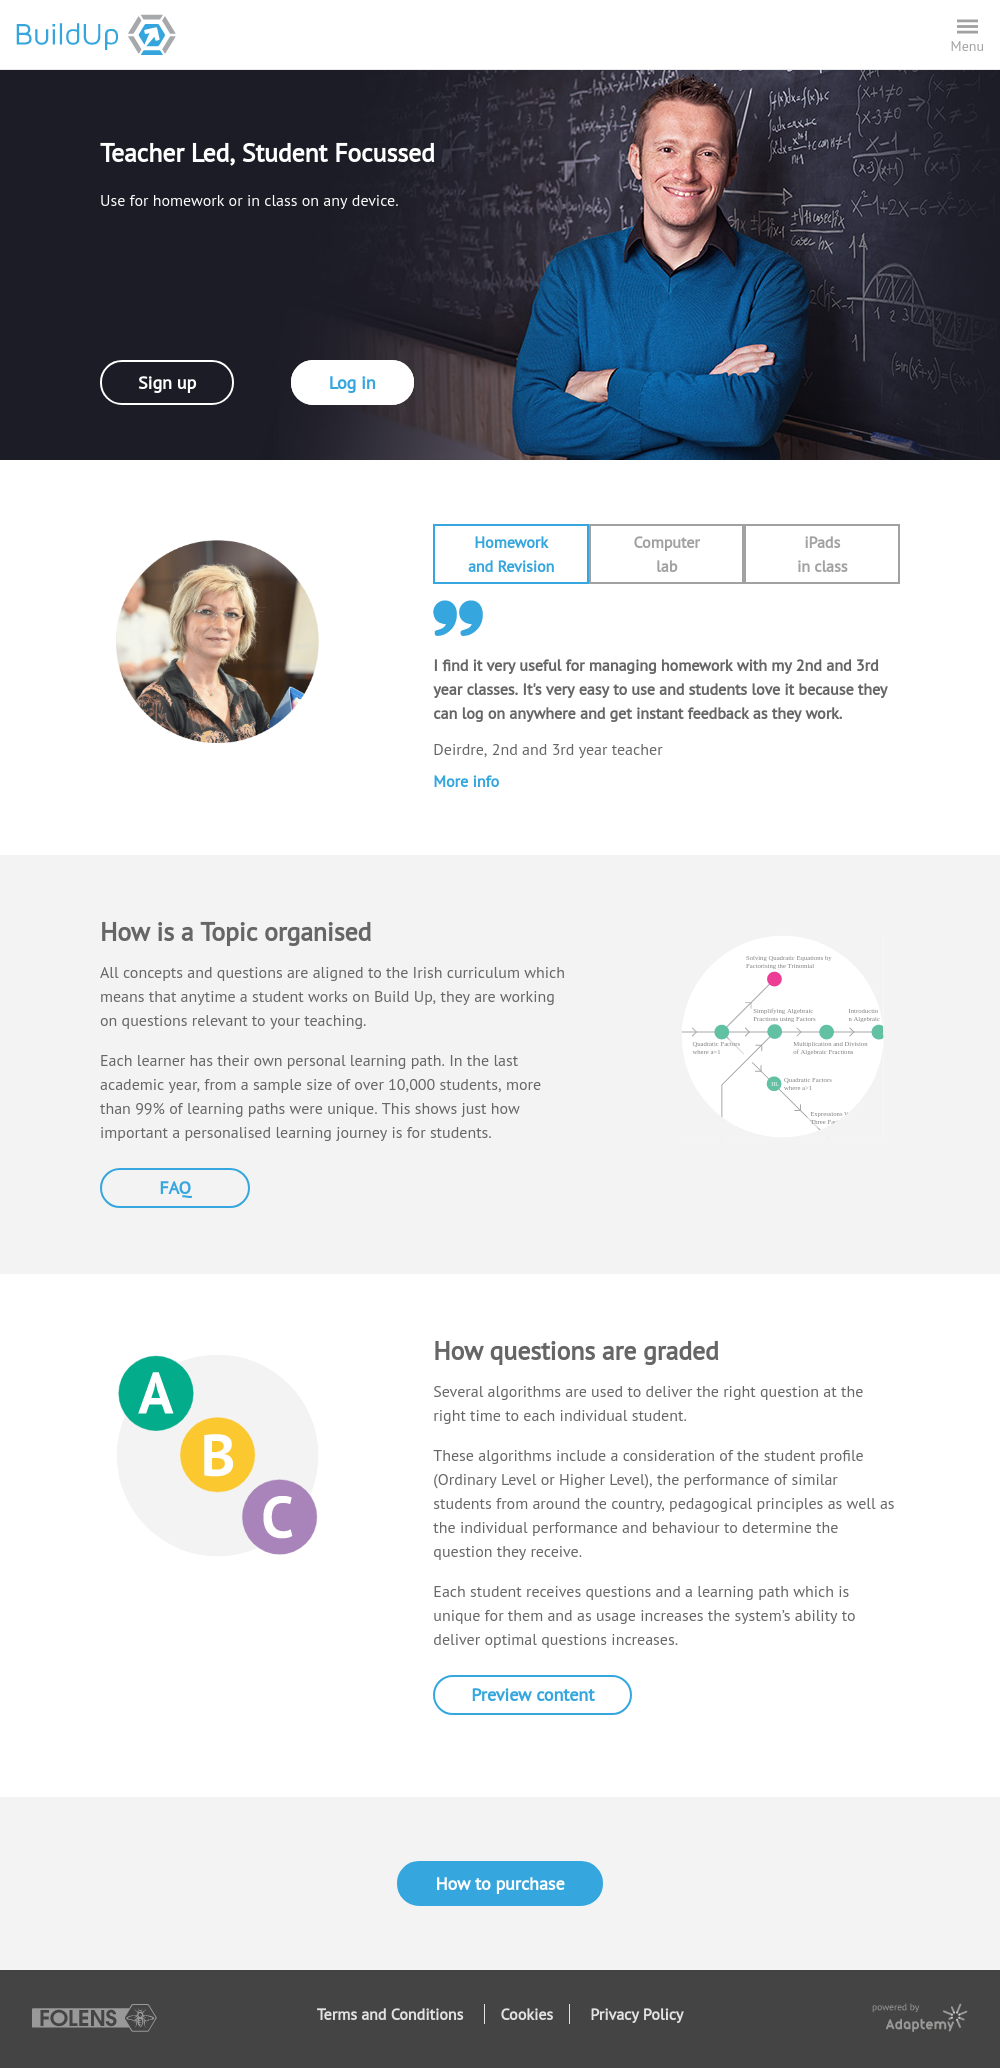 BuildUp
Menu
Teacher Led, Student Focussed
Use for homework or in class on any device.
Sign up
Log in
Homework
and Revision
Computer
lab
iPads
in class
I find it very useful for managing homework with my 2nd and 3rd
year classes. It's very easy to use and students love it because they
can log on anywhere and get instant feedback as they work.
Deirdre, 2nd and 3rd year teacher
More info
How is a Topic organised
All concepts and questions are aligned to the Irish curriculum which
means that anytime a student works on Build Up, they are working
on questions relevant to your teaching.
Each learner has their own personal learning path. In the last
academic year, from a sample size of over 10,000 students, more
than 99% of learning paths were unique. This shows just how
important a personalised learning journey is for students.
FAQ
Solving Quadratic Equations by
Factorising the Trinomial
Simplifying Algebraic
Fractions using Factors
Introductio
n Algebraic
Quadratic Factors
where a=1
Multiplication and Division
of Algebraic Fractions
HL
Quadratic Factors
where a>1
Expressions
Three
A
B
C
How questions are graded
Several algorithms are used to deliver the right question at the
right time to each individual student.
These algorithms include a consideration of the student profile
(Ordinary Level or Higher Level), the performance of similar
students from around the country, pedagogical principles as well as
the individual performance and behaviour to determine the
question they receive.
Each student receives questions and a learning path which is
unique for them and as usage increases the system's ability to
deliver optimal questions increases.
Preview content
How to purchase
FOLENS
Terms and Conditions
Cookies
Privacy Policy
powered by
Adaptemy